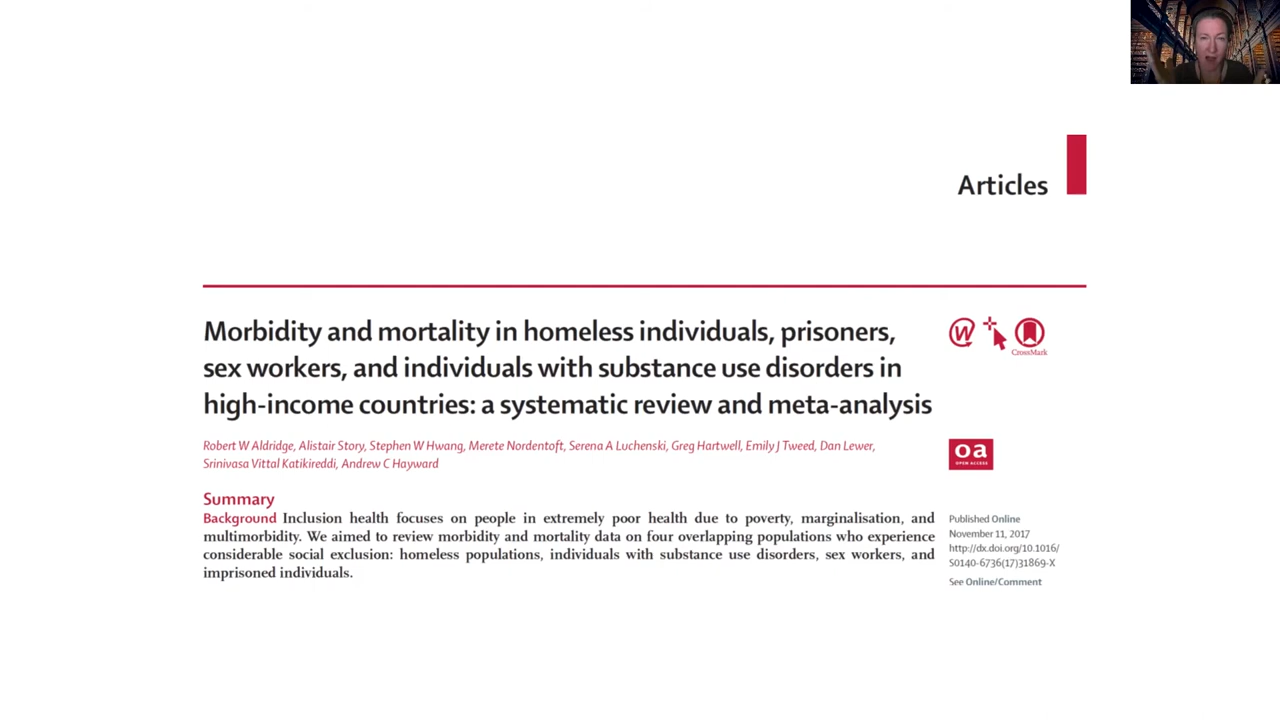 Articles
Morbidity and mortality in homeless individuals, prisoners,
sex workers, and individuals with substance use disorders in
high-income countries: a systematic review and meta-analysis
W
CrossMark
Robert W Aldridge, Alistair Story, Stephen W Hwang, Merete Nordentoft, Serena A Luchenski, Greg Hartwell, Emily J Tweed, Dan Lewer,
Srinivasa Vittal Katikireddi, Andrew C Hayward
oa
OPEN ACCESS
Summary
Background Inclusion health focuses on people in extremely poor health due to poverty, marginalisation, and
multimorbidity. We aimed to review morbidity and mortality data on four overlapping populations who experience
considerable social exclusion: homeless populations, individuals with substance use disorders, sex workers, and
imprisoned individuals.
Published Online
November 11, 2017
http://dx.doi.org/10.1016/
S0140-6736(17)31869-X
See Online/Comment